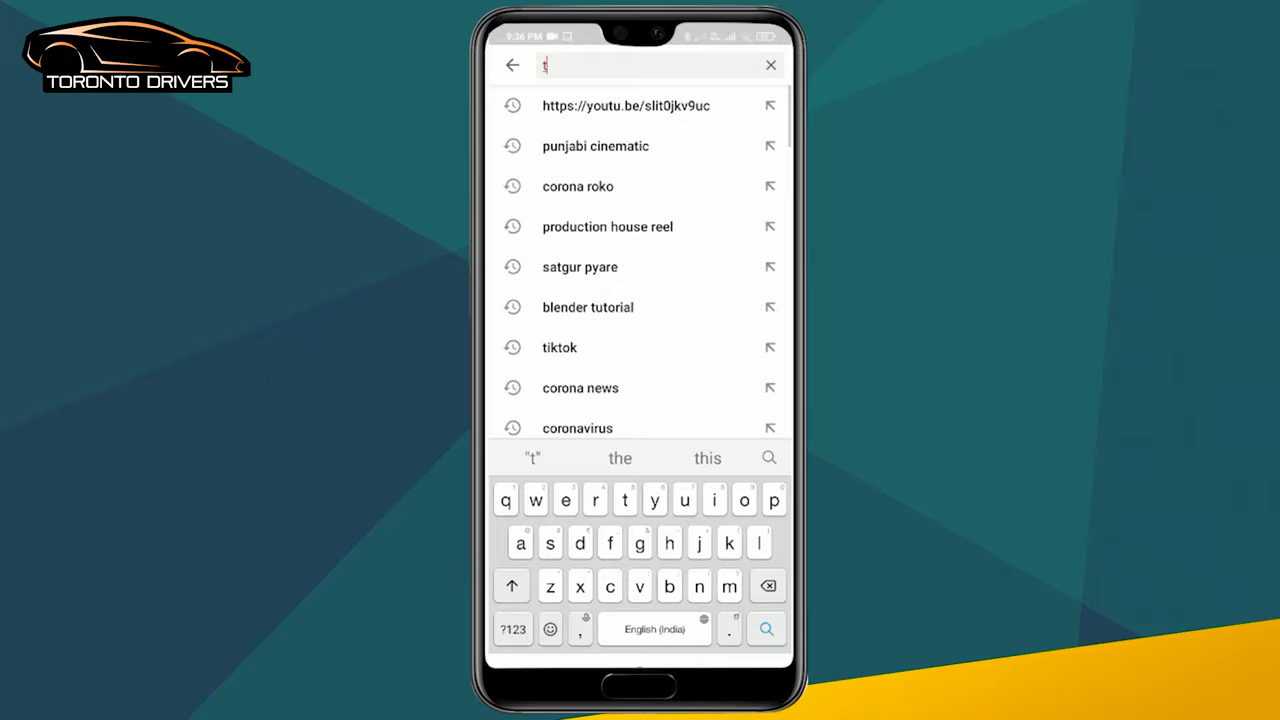 TORONTO DRIVERS
9:36 PM
t
https://youtu.be/slit0jkv9uc
punjabi cinematic
corona roko
production house reel
satgur pyare
blender tutorial
tiktok
corona news
coronavirus
"t" the this
q w e r t y u i o p
a s d f g h j k l
z x c v b n m
?123 , English (India) .